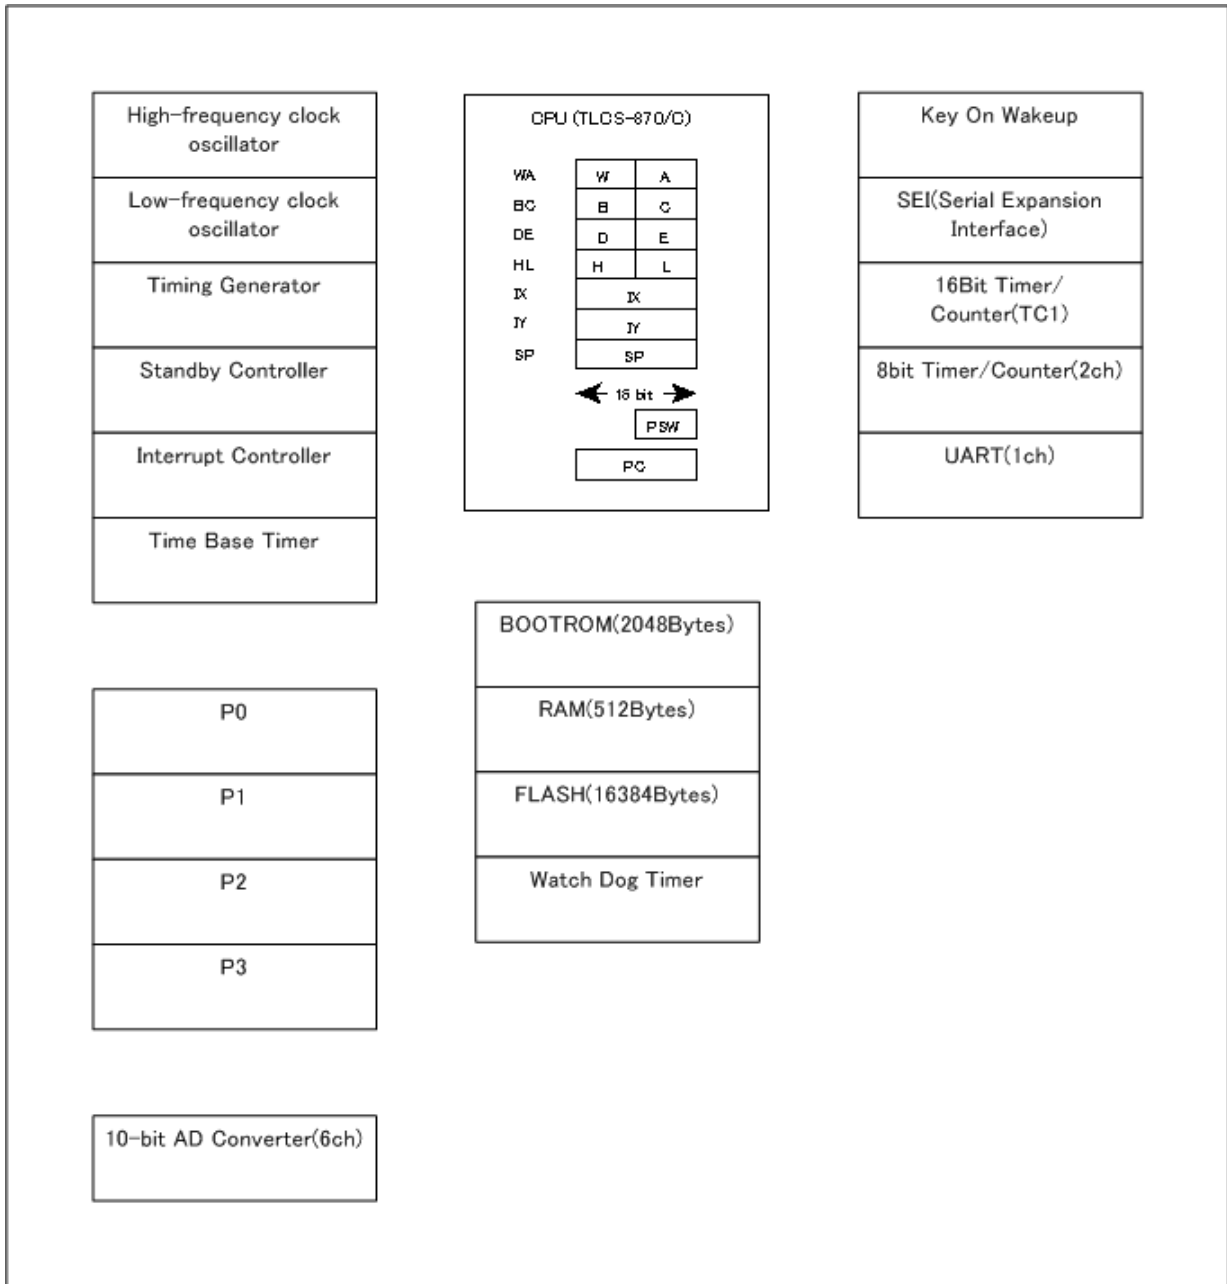 High-frequency clock
oscillator
Low-frequency clock
oscillator
Timing Generator
Standby Controller
Interrupt Controller
Time Base Timer
P0
P1
P2
P3
10-bit AD Converter(6ch)
CPU (TLCS-870/C)
WA W A
BC B C
DE D E
HL H L
IX IX
IY IY
SP SP
16 bit
PSW
PC
BOOTROM(2048Bytes)
RAM(512Bytes)
FLASH(16384Bytes)
Watch Dog Timer
Key On Wakeup
SEI(Serial Expansion
Interface)
16Bit Timer/
Counter(TC1)
8bit Timer/Counter(2ch)
UART(1ch)